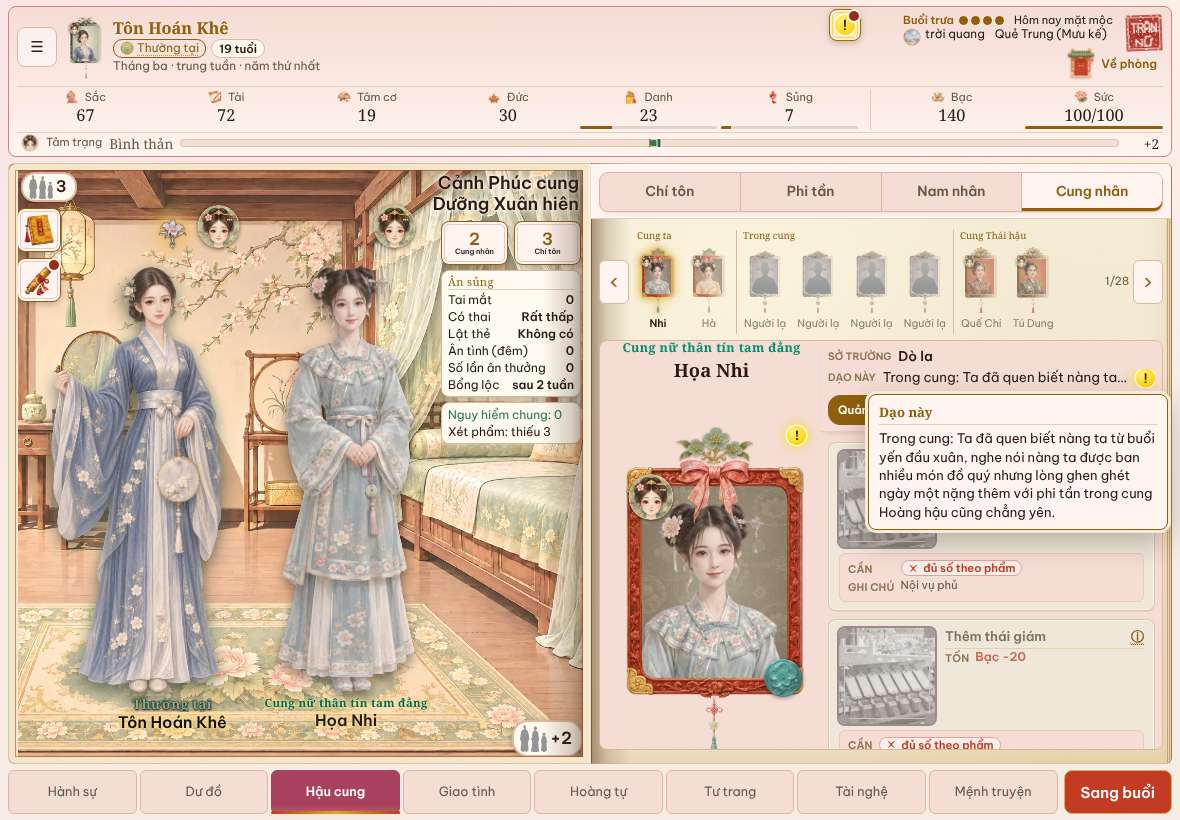 ☰
Tôn Hoán Khê
Thường tại
19 tuổi
Tháng ba · trung tuần · năm thứ nhất
!
Buổi trưa
Hôm nay mặt mộc
trời quang
Quẻ Trung (Mưu kế)
TRÂM NỮ
Về phòng
Sắc
67
Tài
72
Tâm cơ
19
Đức
30
Danh
23
Sủng
7
Bạc
140
Sức
100/100
Tâm trạng
Bình thản
+2
3
Cảnh Phúc cung
Dưỡng Xuân hiên
2
Cung nhân
3
Chí tôn
Ân sủng
Tai mắt 0
Có thai Rất thấp
Lật thẻ Không có
Ân tình (đêm) 0
Số lần ân thưởng 0
Bổng lộc sau 2 tuần
Nguy hiểm chung: 0
Xét phẩm: thiếu 3
Thường tại
Tôn Hoán Khê
Cung nữ thân tín tam đẳng
Họa Nhi
+2
Chí tôn
Phi tần
Nam nhân
Cung nhân
Cung ta
Trong cung
Cung Thái hậu
Nhi
Hà
Người lạ
Người lạ
Người lạ
Người lạ
Quế Chi
Tú Dung
1/28
Cung nữ thân tín tam đẳng
Họa Nhi
!
SỞ TRƯỜNG Dò la
DẠO NÀY Trong cung: Ta đã quen biết nàng ta... !
Dạo này
Trong cung: Ta đã quen biết nàng ta từ buổi
yến đầu xuân, nghe nói nàng ta được ban
nhiều món đồ quý nhưng lòng ghen ghét
ngày một nặng thêm với phi tần trong cung
Hoàng hậu cũng chẳng yên.
CẦN × đủ số theo phẩm
GHI CHÚ Nội vụ phủ
Thêm thái giám
TỐN Bạc -20
CẦN × đủ số theo phẩm
Hành sự
Dư đồ
Hậu cung
Giao tình
Hoàng tự
Tư trang
Tài nghệ
Mệnh truyện
Sang buổi